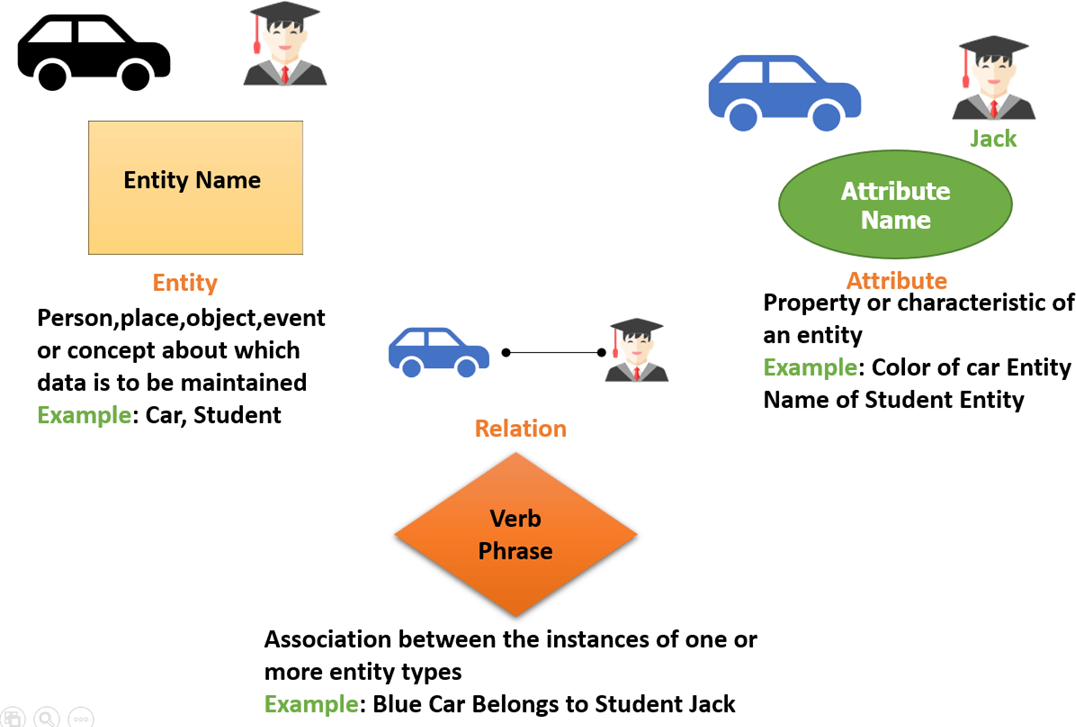 Entity Name
Entity
Person,place,object,event
or concept about which
data is to be maintained
Example: Car, Student
Jack
Attribute
Name
Attribute
Property or characteristic of
an entity
Example: Color of car Entity
Name of Student Entity
Relation
Verb
Phrase
Association between the instances of one or
more entity types
Example: Blue Car Belongs to Student Jack